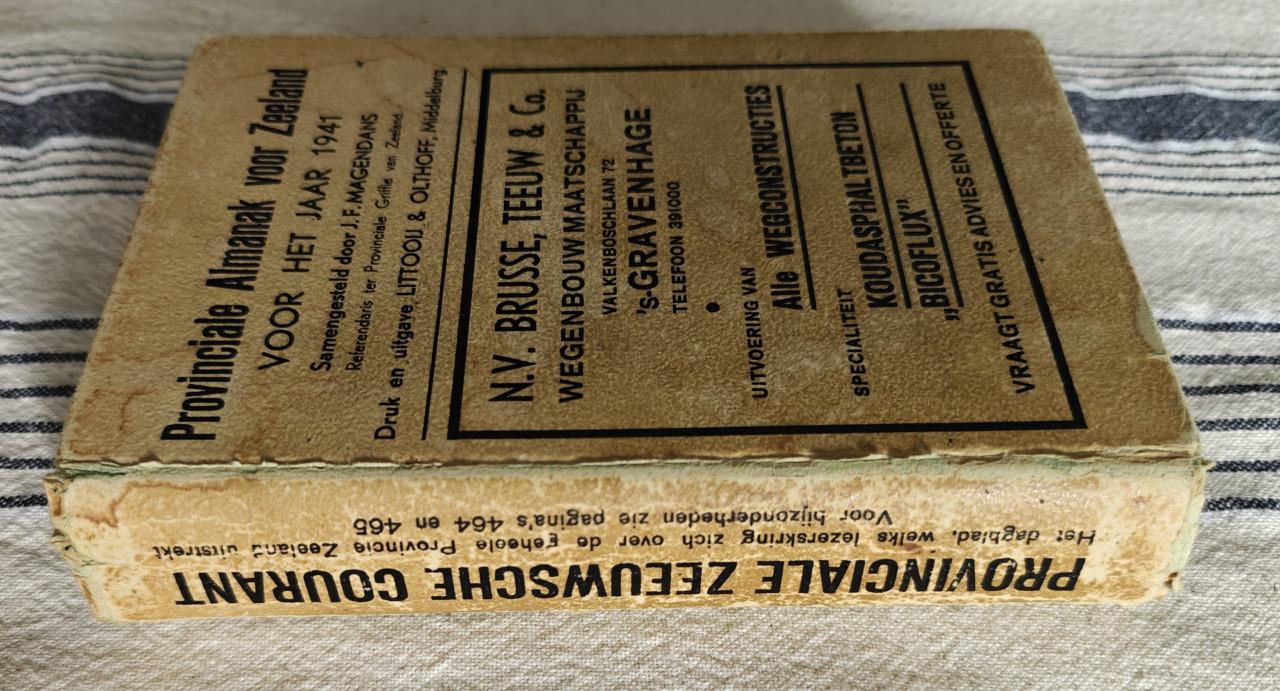 Provinciale Almanak voor Zeeland
VOOR HET JAAR 1941
Samengesteld door J. F. MAGENDANS
Referendaris ter Provinciale Griffie van Zeeland.
Druk en uitgave LITTOOIJ & OLTHOFF, Middelburg
N.V. BRUSSE, TEEUW & Co.
WEGENBOUWMAATSCHAPPIJ
VALKENBOSCHLAAN 72
's-GRAVENHAGE
TELEFOON 391000
UITVOERING VAN
Alle WEGCONSTRUCTIES
SPECIALITEIT
KOUDASPHALTBETON
„BICOFLUX”
VRAAGT GRATIS ADVIES EN OFFERTE
PROVINCIALE ZEEUWSCHE COURANT
Het dagblad, welks lezerskring zich over de geheele Provincie Zeeland uitstrekt
Voor bijzonderheden zie pagina's 464 en 465